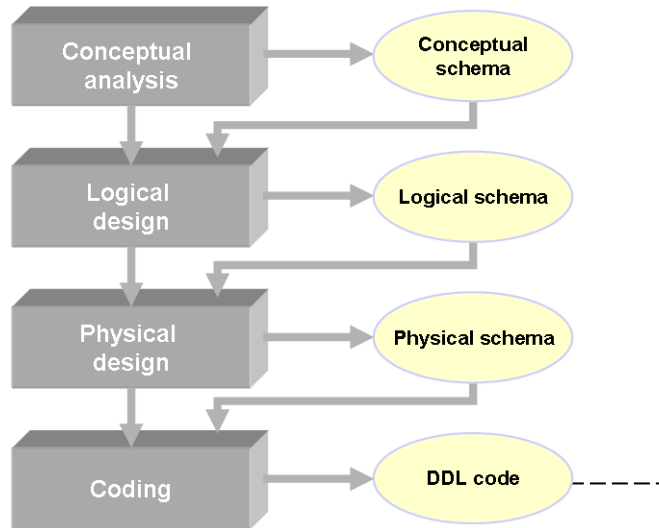 Conceptual
analysis
Conceptual
schema
Logical
design
Logical schema
Physical
design
Physical schema
Coding
DDL code